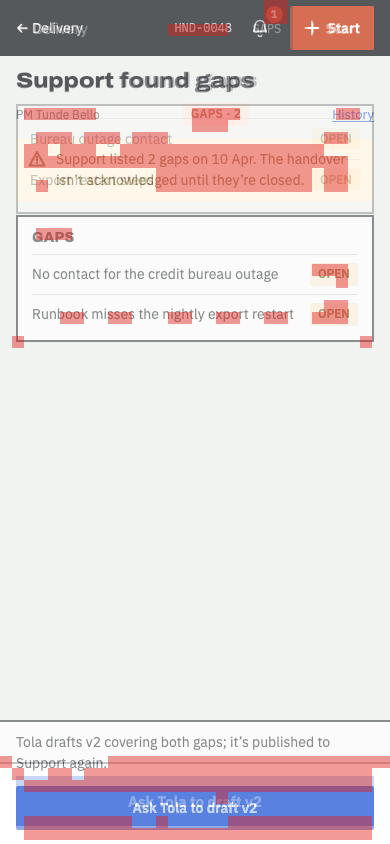 Delivery
HND-0043
GAPS
1
Start
Support found gaps
PM Tunde Bello
GAPS · 2
History
Bureau outage contact
OPEN
Support listed 2 gaps on 10 Apr. The handover
isn't acknowledged until they're closed.
OPEN
GAPS
No contact for the credit bureau outage
OPEN
Runbook misses the nightly export restart
OPEN
Tola drafts v2 covering both gaps; it's published to
Support again.
Ask Tola to draft v2